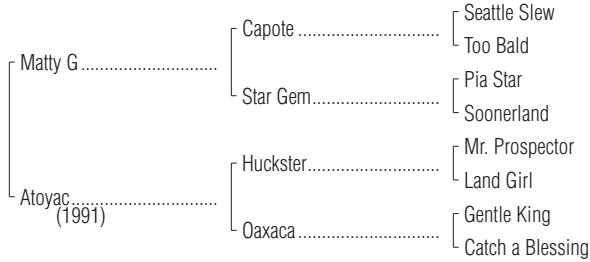 Seattle Slew
Capote
Too Bald
Matty G
Pia Star
Star Gem
Soonerland
Mr. Prospector
Huckster
Land Girl
Atoyac
(1991)
Gentle King
Oaxaca
Catch a Blessing